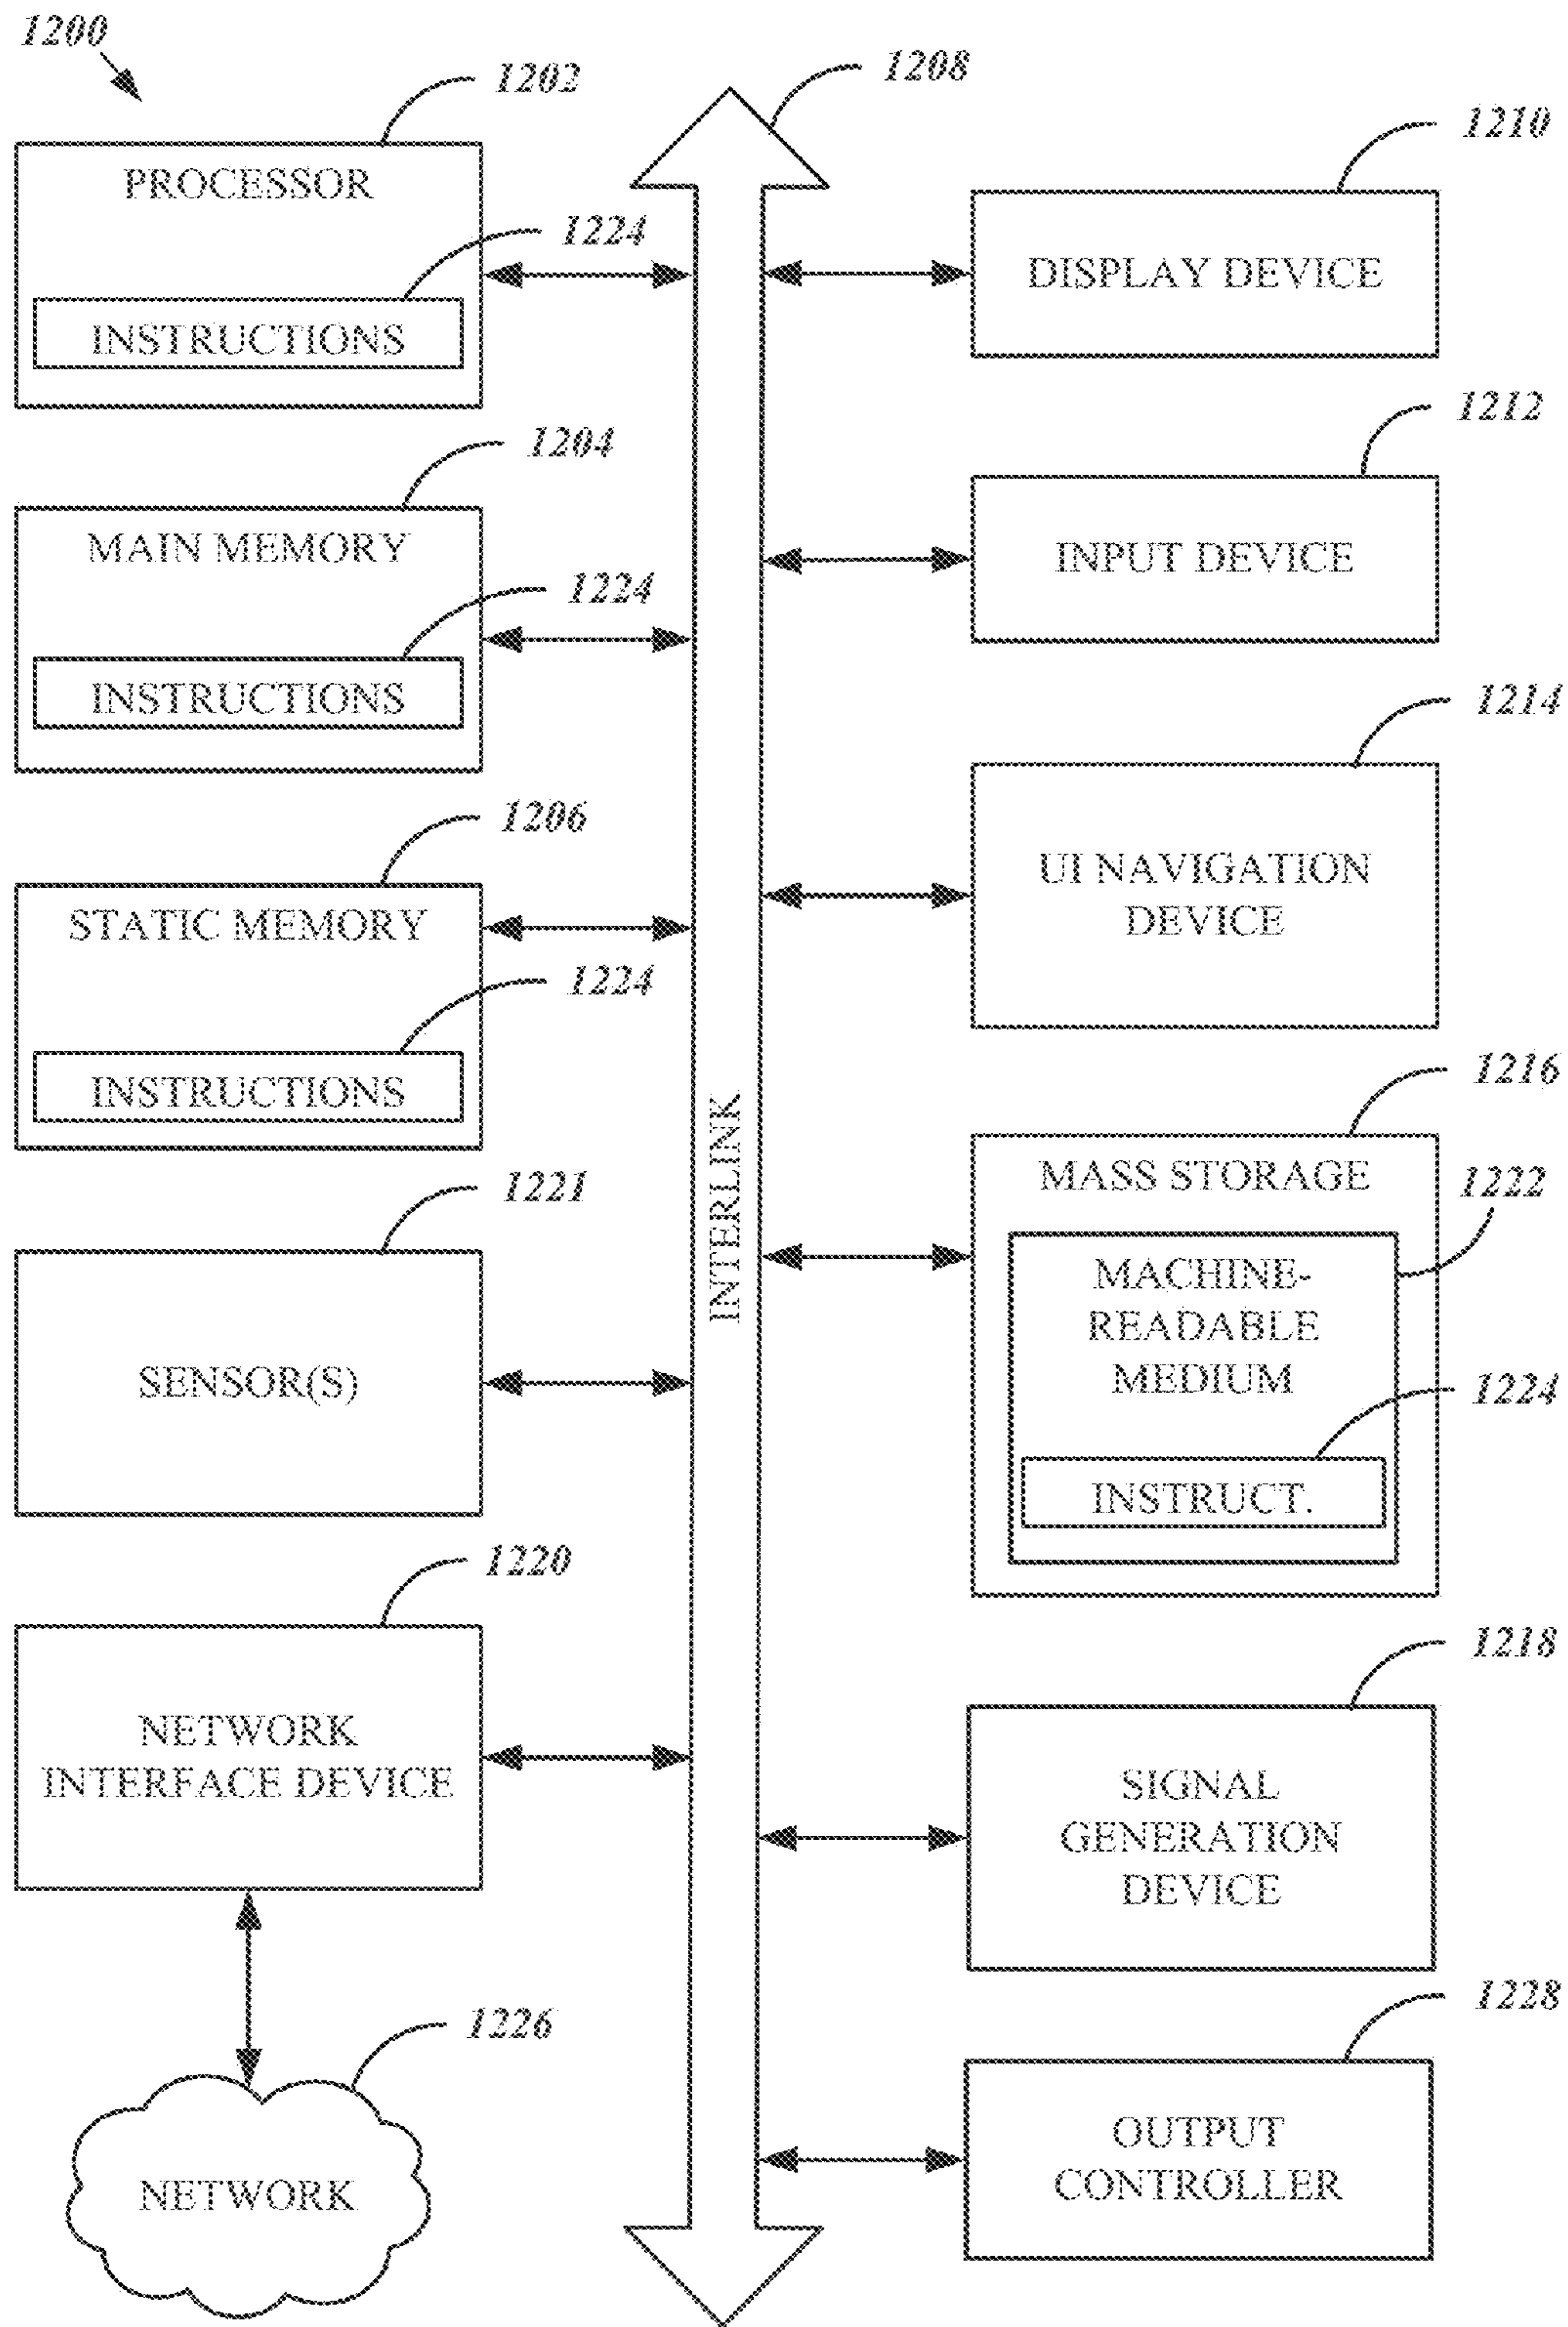 1200
1202
PROCESSOR
1224
INSTRUCTIONS
1204
MAIN MEMORY
1224
INSTRUCTIONS
1206
STATIC MEMORY
1224
INSTRUCTIONS
1221
SENSOR(S)
1220
NETWORK
INTERFACE DEVICE
1226
NETWORK
1208
INTERLINK
1210
DISPLAY DEVICE
1212
INPUT DEVICE
1214
UI NAVIGATION
DEVICE
1216
MASS STORAGE
1222
MACHINE-
READABLE
MEDIUM
1224
INSTRUCT.
1218
SIGNAL
GENERATION
DEVICE
1228
OUTPUT
CONTROLLER